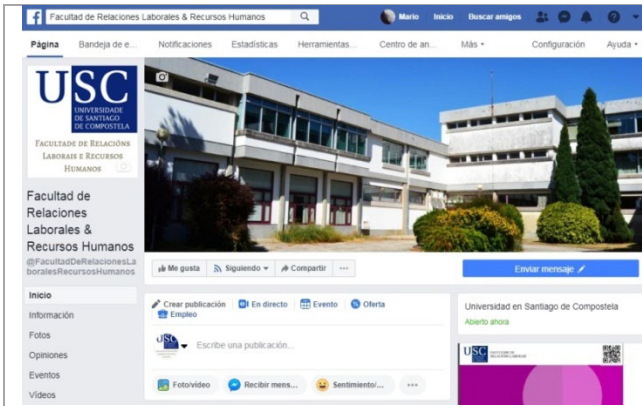 Facultad de Relaciones Laborales & Recursos Humanos
Mario Inicio Buscar amigos
Página Bandeja de e... Notificaciones Estadísticas Herramientas... Centro de an... Más Configuración Ayuda
USC
UNIVERSIDADE
DE SANTIAGO
DE COMPOSTELA
FACULTADE DE RELACIÓNS
LABORAIS E RECURSOS
HUMANOS
Facultad de
Relaciones
Laborales &
Recursos Humanos
@FacultadDeRelacionesLa
boralesRecursosHumanos
Inicio
Información
Fotos
Opiniones
Eventos
Vídeos
Me gusta Siguiendo Compartir ...
Enviar mensaje
Crear publicación En directo Evento Oferta
Empleo
USC
Escribe una publicación...
Foto/vídeo Recibir mens... Sentimiento/... ...
Universidad en Santiago de Compostela
Abierto ahora
USC